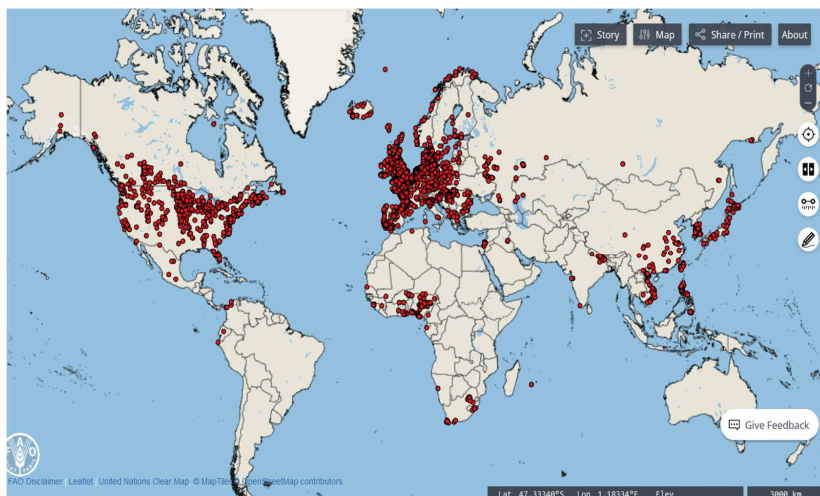 Story
Map
Share / Print
About
Give Feedback
FAO
FAO Disclaimer | Leaflet | United Nations Clear Map © MapTiler © OpenStreetMap contributors
Lat 47.33340°S Lon 1.18334°E Elev
3000 km